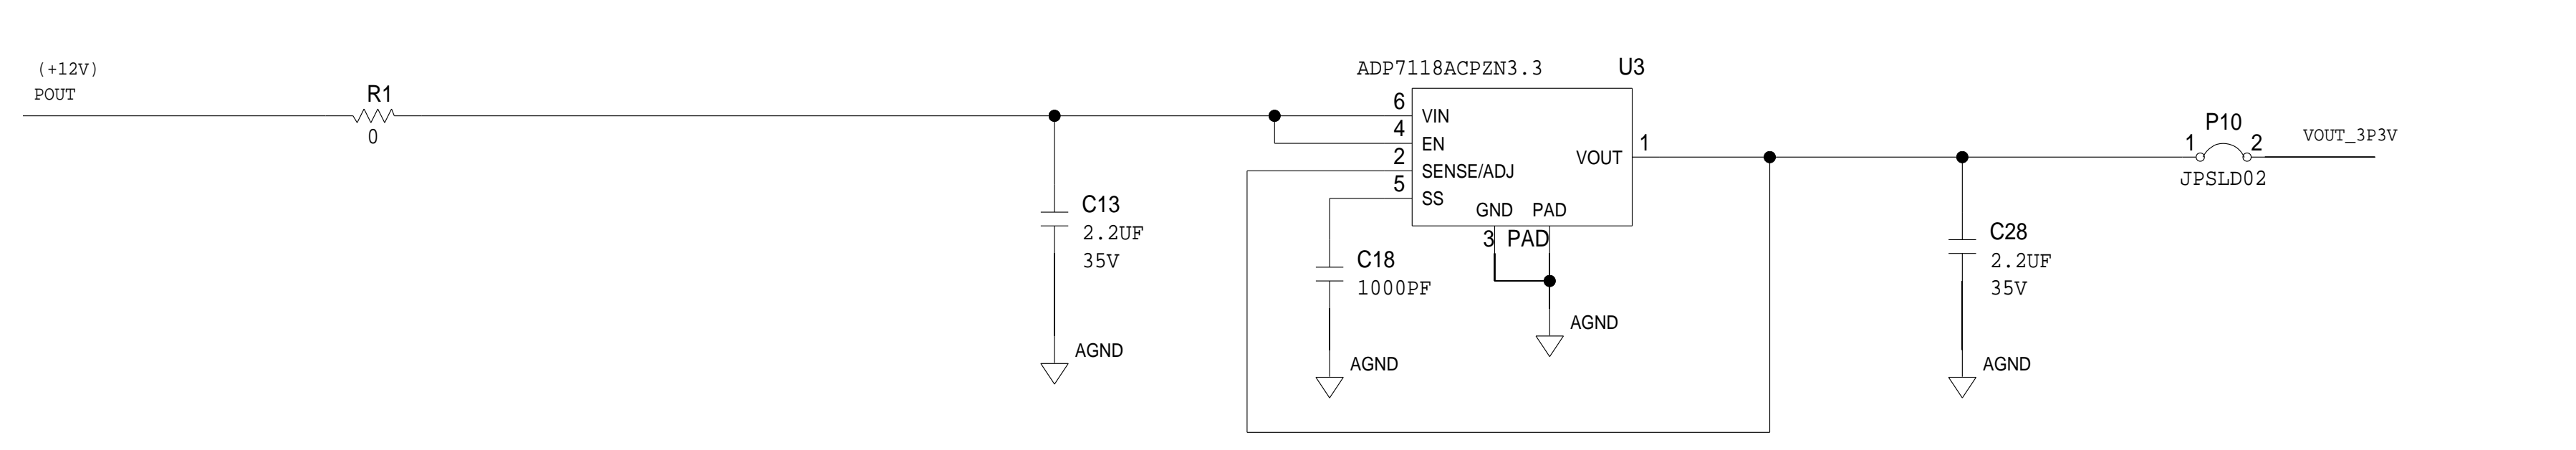 (+12V)
POUT
R1
0
C13
2.2UF
35V
ADP7118ACPZN3.3
U3
6
VIN
4
EN
2
SENSE/ADJ
5
SS
VOUT
1
GND
PAD
3
PAD
C18
1000PF
AGND
AGND
AGND
C28
2.2UF
35V
AGND
P10
1
2
JPSLD02
VOUT_3P3V